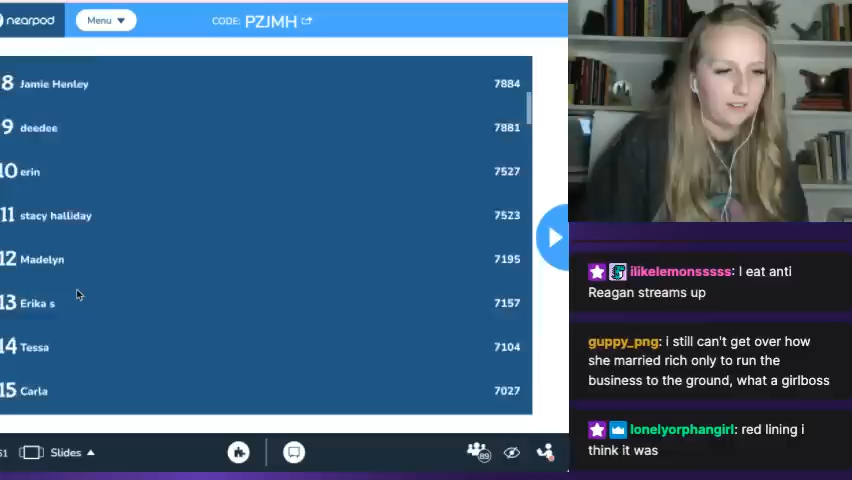 nearpod
Menu
CODE: PZJMH
8 Jamie Henley 7884
9 deedee 7881
10 erin 7527
11 stacy halliday 7523
12 Madelyn 7195
13 Erika s 7157
14 Tessa 7104
15 Carla 7027
51 Slides 89
ilikelemonsssss: I eat anti
Reagan streams up
guppy_png: i still can't get over how
she married rich only to run the
business to the ground, what a girlboss
lonelyorphangirl: red lining i
think it was